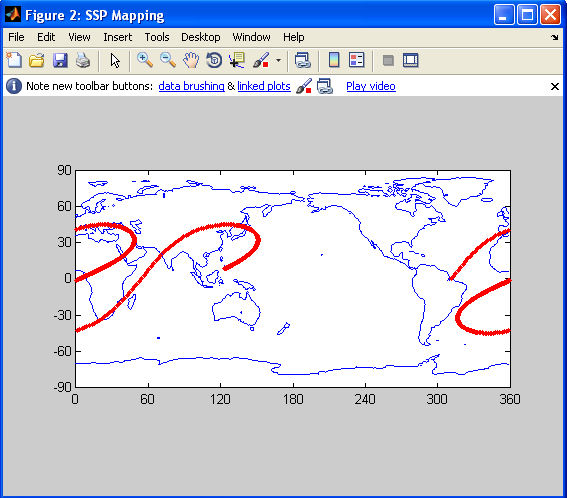 Figure 2: SSP Mapping
File Edit View Insert Tools Desktop Window Help
Note new toolbar buttons: data brushing & linked plots Play video
90
60
30
0
-30
-60
-90
0 60 120 180 240 300 360